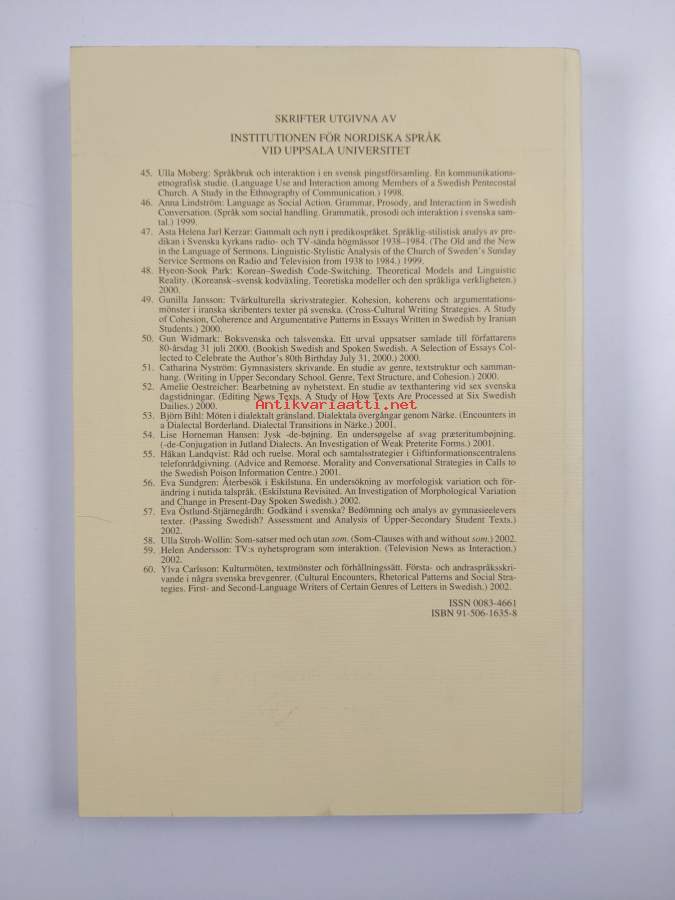 SKRIFTER UTGIVNA AV
INSTITUTIONEN FÖR NORDISKA SPRÅK
VID UPPSALA UNIVERSITET
45. Ulla Moberg: Språkbruk och interaktion i en svensk pingstförsamling. En kommunikations-
etnografisk studie. (Language Use and Interaction among Members of a Swedish Pentecostal
Church. A Study in the Ethnography of Communication.) 1998.
46. Anna Lindström: Language as Social Action. Grammar, Prosody, and Interaction in Swedish
Conversation. (Språk som social handling. Grammatik, prosodi och interaktion i svenska sam-
tal.) 1999.
47. Asta Helena Jarl Kerzar: Gammalt och nytt i predikospråket. Språklig-stilistisk analys av pre-
dikan i Svenska kyrkans radio- och TV-sända högmässor 1938–1984. (The Old and the New
in the Language of Sermons. Linguistic-Stylistic Analysis of the Church of Sweden's Sunday
Service Sermons on Radio and Television from 1938 to 1984.) 1999.
48. Hyeon-Sook Park: Korean–Swedish Code-Switching. Theoretical Models and Linguistic
Reality. (Koreansk–svensk kodväxling. Teoretiska modeller och den språkliga verkligheten.)
2000.
49. Gunilla Jansson: Tvärkulturella skrivstrategier. Kohesion, koherens och argumentations-
mönster i iranska skribenters texter på svenska. (Cross-Cultural Writing Strategies. A Study
of Cohesion, Coherence and Argumentative Patterns in Essays Written in Swedish by Iranian
Students.) 2000.
50. Gun Widmark: Boksvenska och talsvenska. Ett urval uppsatser samlade till författarens
80-årsdag 31 juli 2000. (Bookish Swedish and Spoken Swedish. A Selection of Essays Col-
lected to Celebrate the Author's 80th Birthday July 31, 2000.) 2000.
51. Catharina Nyström: Gymnasisters skrivande. En studie av genre, textstruktur och samman-
hang. (Writing in Upper Secondary School. Genre, Text Structure, and Cohesion.) 2000.
52. Amelie Oestreicher: Bearbetning av nyhetstext. En studie av texthantering vid sex svenska
dagstidningar. (Editing News Texts. A Study of How Texts Are Processed at Six Swedish
Dailies.) 2000.
Antikvariaatti.net
53. Björn Bihl: Möten i dialektalt gränsland. Dialektala övergångar genom Närke. (Encounters in
a Dialectal Borderland. Dialectal Transitions in Närke.) 2001.
54. Lise Horneman Hansen: Jysk -de-bøjning. En undersøgelse af svag præteritumbøjning.
(-de-Conjugation in Jutland Dialects. An Investigation of Weak Preterite Forms.) 2001.
55. Håkan Landqvist: Råd och ruelse. Moral och samtalsstrategier i Giftinformationscentralens
telefonrådgivning. (Advice and Remorse. Morality and Conversational Strategies in Calls to
the Swedish Poison Information Centre.) 2001.
56. Eva Sundgren: Återbesök i Eskilstuna. En undersökning av morfologisk variation och för-
ändring i nutida talspråk. (Eskilstuna Revisited. An Investigation of Morphological Variation
and Change in Present-Day Spoken Swedish.) 2002.
57. Eva Östlund-Stjärnegårdh: Godkänd i svenska? Bedömning och analys av gymnasieelevers
texter. (Passing Swedish? Assessment and Analysis of Upper-Secondary Student Texts.)
2002.
58. Ulla Stroh-Wollin: Som-satser med och utan som. (Som-Clauses with and without som.) 2002.
59. Helen Andersson: TV:s nyhetsprogram som interaktion. (Television News as Interaction.)
2002.
60. Ylva Carlsson: Kulturmöten, textmönster och förhållningssätt. Första- och andraspråksskri-
vande i några svenska brevgenrer. (Cultural Encounters, Rhetorical Patterns and Social Stra-
tegies. First- and Second-Language Writers of Certain Genres of Letters in Swedish.) 2002.
ISSN 0083-4661
ISBN 91-506-1635-8